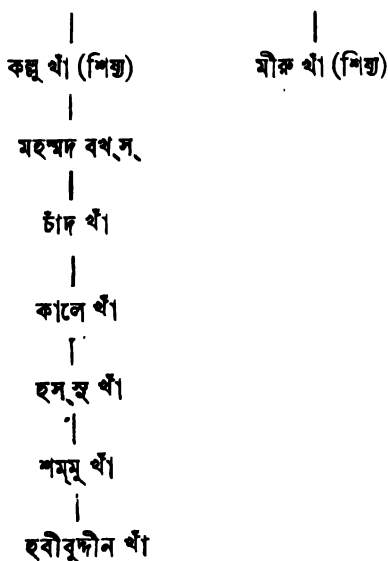 কল্লু খাঁ (শিষ্য) মীরু খাঁ (শিষ্য)
মহম্মদ বখ্‌স্‌
চাঁদ খাঁ
কালে খাঁ
হস্‌সু খাঁ
শম্‌মু খাঁ
হবীবুদ্দীন খাঁ